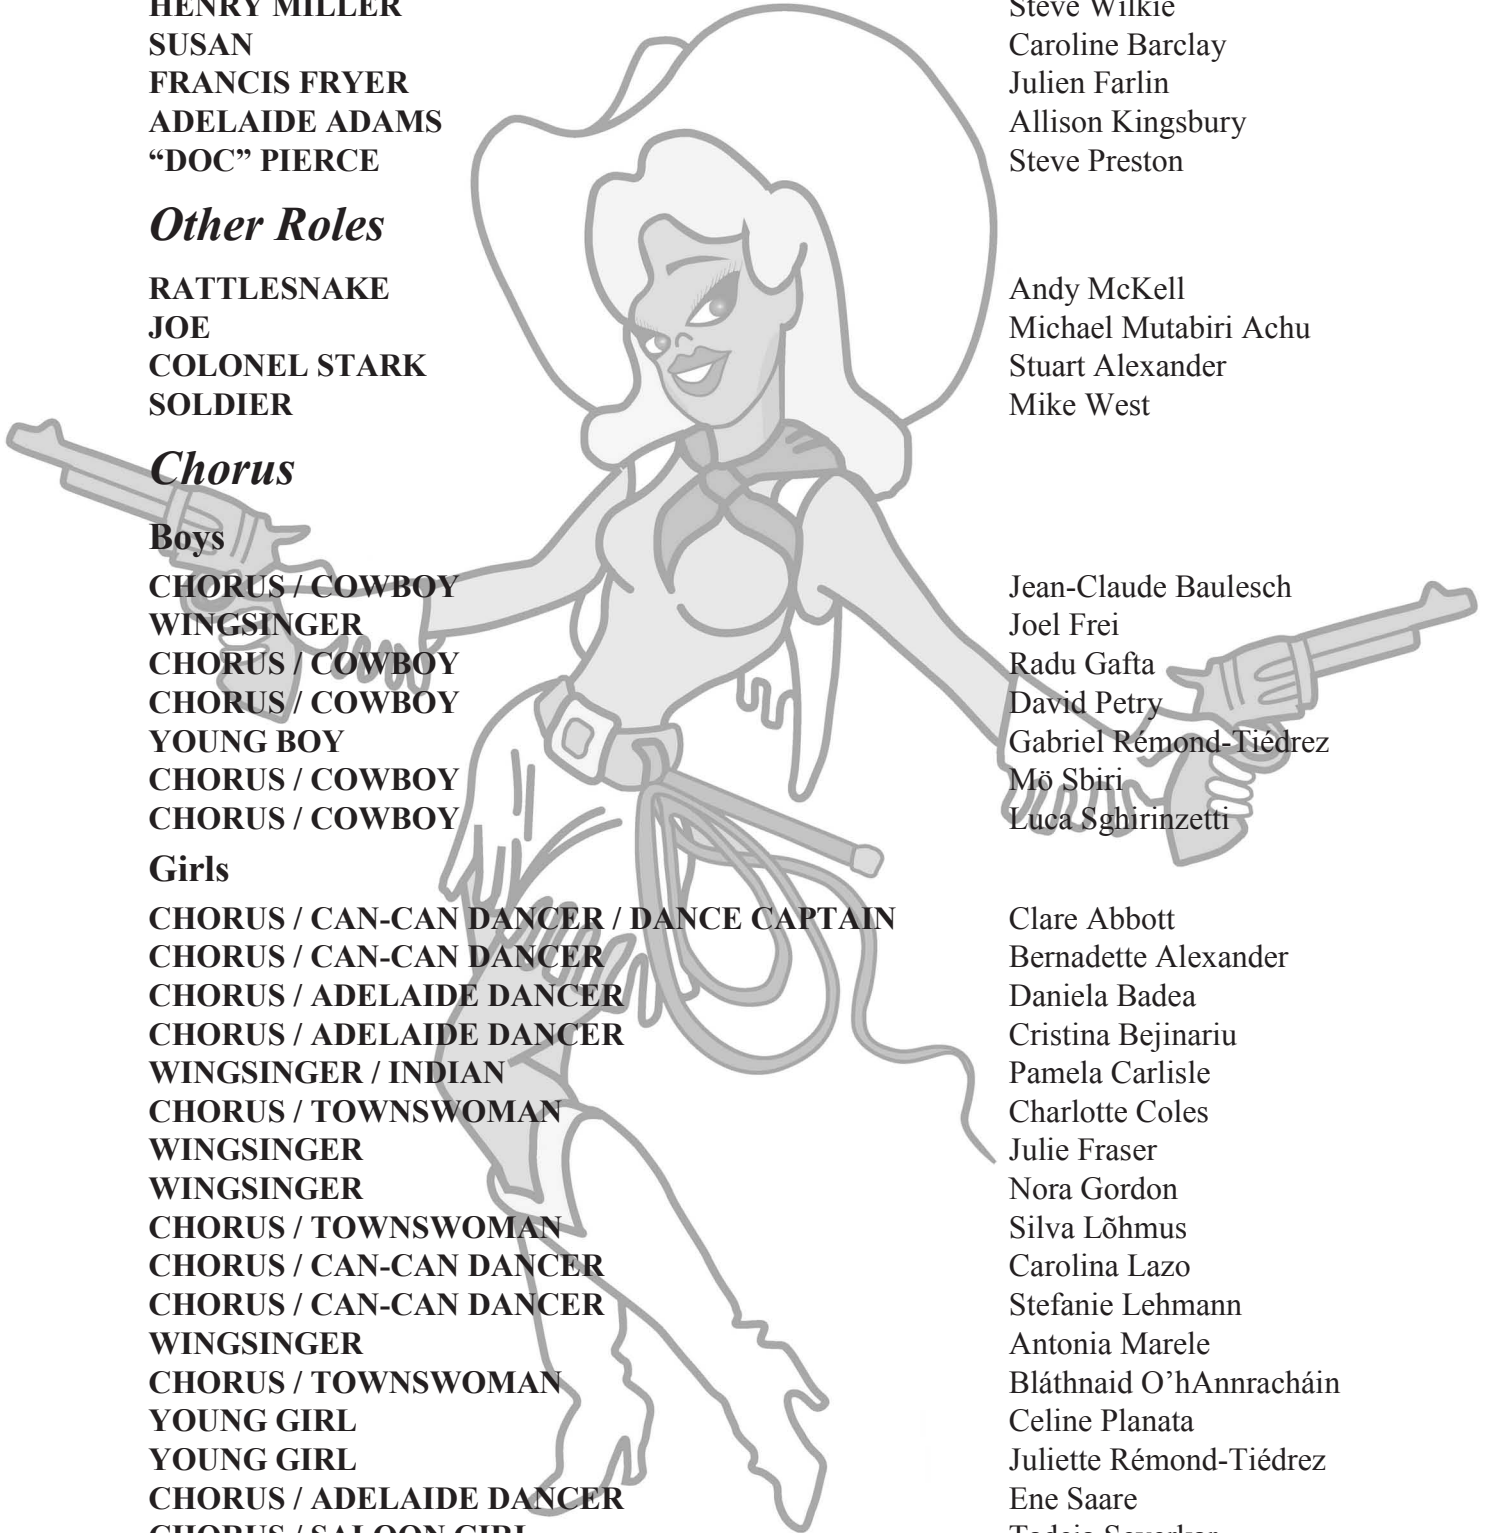 HENRY MILLER Steve Wilkie
SUSAN Caroline Barclay
FRANCIS FRYER Julien Farlin
ADELAIDE ADAMS Allison Kingsbury
“DOC” PIERCE Steve Preston
Other Roles
RATTLESNAKE Andy McKell
JOE Michael Mutabiri Achu
COLONEL STARK Stuart Alexander
SOLDIER Mike West
Chorus
Boys
CHORUS / COWBOY Jean-Claude Baulesch
WINGSINGER Joel Frei
CHORUS / COWBOY Radu Gafta
CHORUS / COWBOY David Petry
YOUNG BOY Gabriel Rémond-Tiédrez
CHORUS / COWBOY Mö Sbiri
CHORUS / COWBOY Luca Sghirinzetti
Girls
CHORUS / CAN-CAN DANCER / DANCE CAPTAIN Clare Abbott
CHORUS / CAN-CAN DANCER Bernadette Alexander
CHORUS / ADELAIDE DANCER Daniela Badea
CHORUS / ADELAIDE DANCER Cristina Bejinariu
WINGSINGER / INDIAN Pamela Carlisle
CHORUS / TOWNSWOMAN Charlotte Coles
WINGSINGER Julie Fraser
WINGSINGER Nora Gordon
CHORUS / TOWNSWOMAN Silva Lõhmus
CHORUS / CAN-CAN DANCER Carolina Lazo
CHORUS / CAN-CAN DANCER Stefanie Lehmann
WINGSINGER Antonia Marele
CHORUS / TOWNSWOMAN Bláthnaid O’hAnnracháin
YOUNG GIRL Celine Planata
YOUNG GIRL Juliette Rémond-Tiédrez
CHORUS / ADELAIDE DANCER Ene Saare
CHORUS / SALOON GIRL